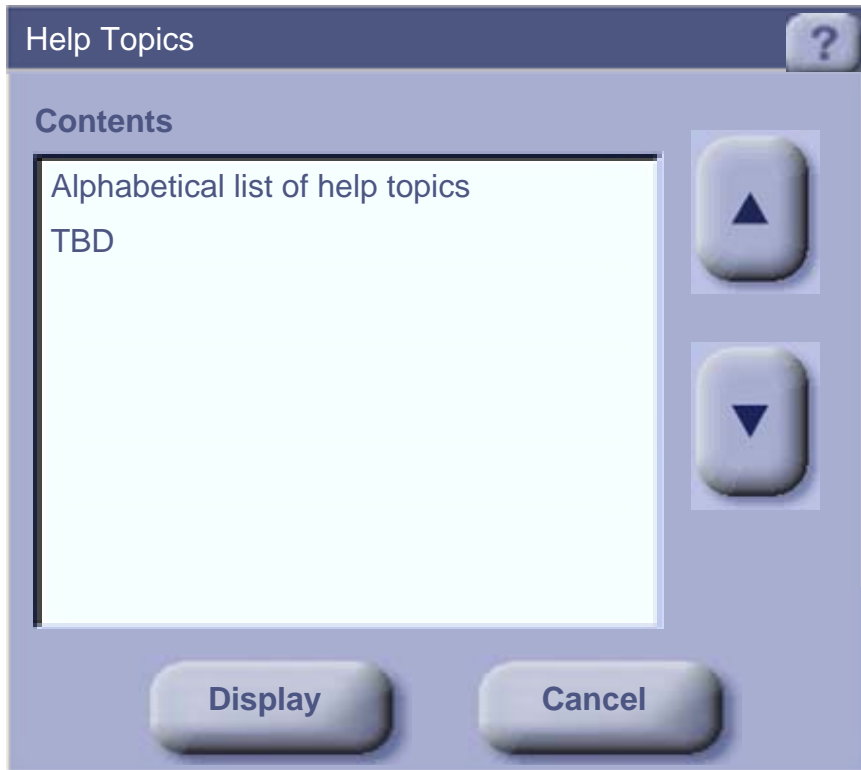 Help Topics
?
Contents
Alphabetical list of help topics
TBD
Display
Cancel